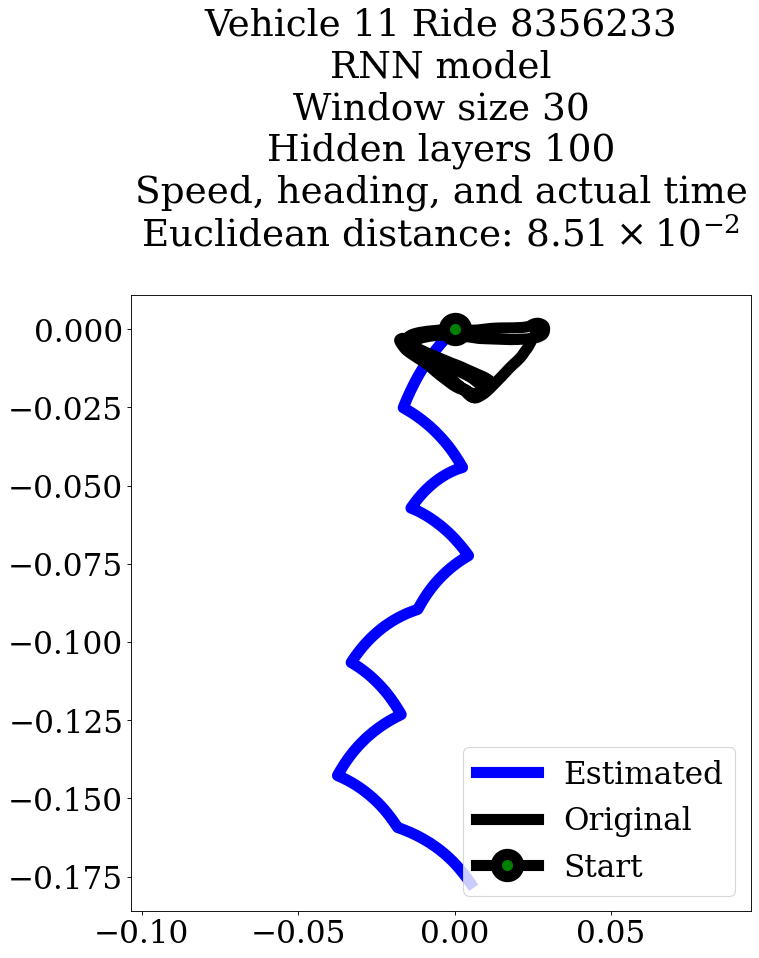 Vehicle 11 Ride 8356233
RNN model
Window size 30
Hidden layers 100
Speed, heading, and actual time
Euclidean distance: 8.51 × 10⁻²
0.000
−0.025
−0.050
−0.075
−0.100
−0.125
−0.150
−0.175
Estimated
Original
Start
−0.10 −0.05 0.00 0.05